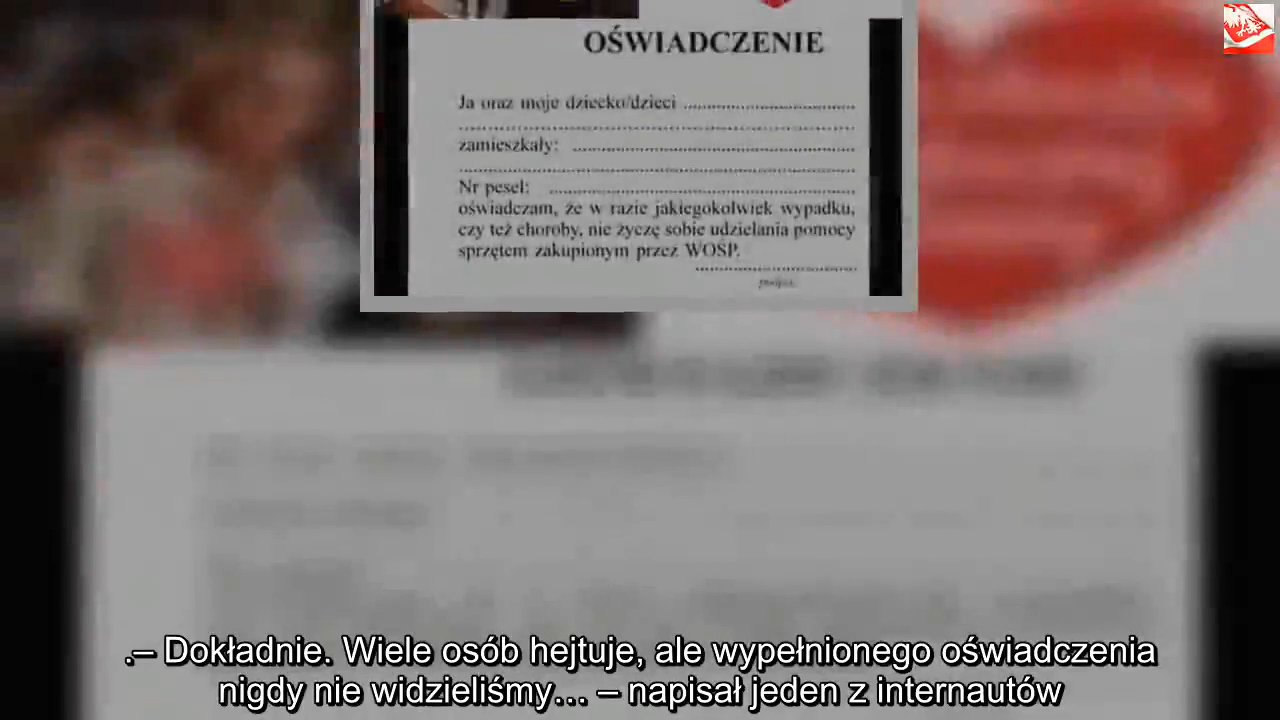 OŚWIADCZENIE
Ja oraz moje dziecko/dzieci ........................................
................................................................................
zamieszkały: ................................................................
................................................................................
Nr pesel: ................................................................
oświadczam, że w razie jakiegokolwiek wypadku,
czy też choroby, nie życzę sobie udzielania pomocy
sprzętem zakupionym przez WOŚP.
........................................
podpis
.– Dokładnie. Wiele osób hejtuje, ale wypełnionego oświadczenia
nigdy nie widzieliśmy… – napisał jeden z internautów